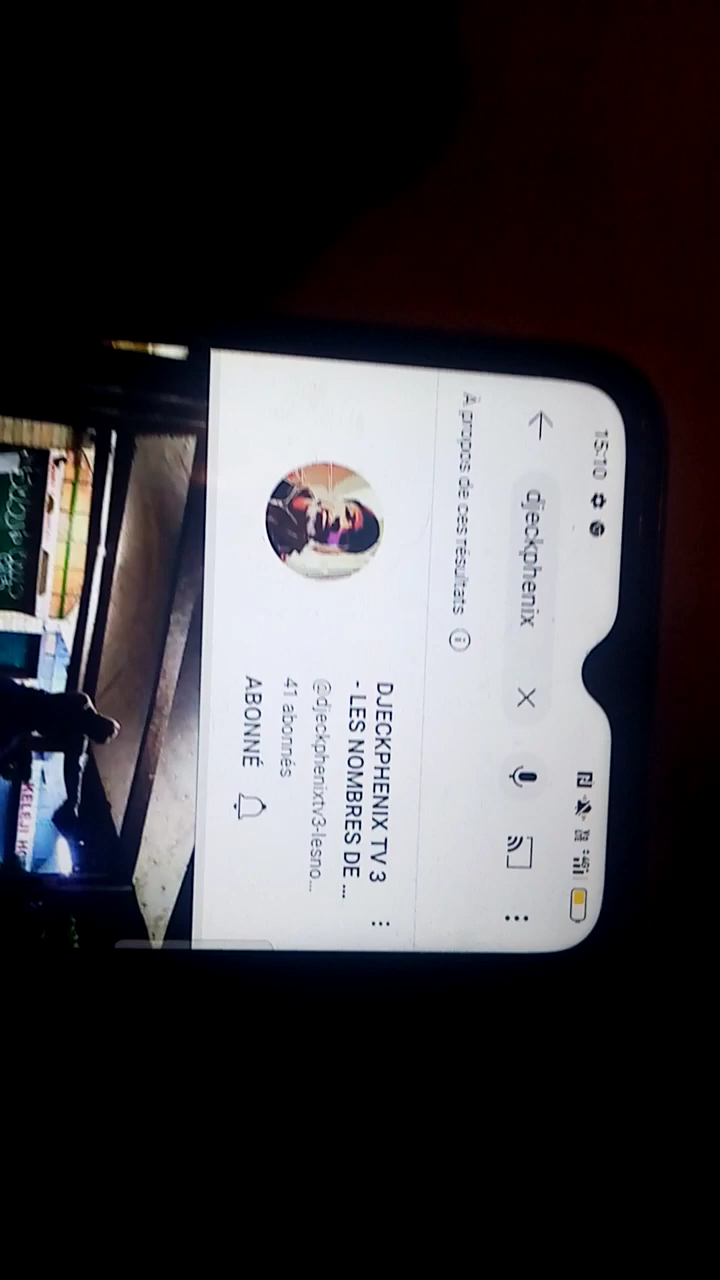 15:10
djeckphenix
À propos de ces résultats
DJECKPHENIX TV 3
- LES NOMBRES DE ...
@djeckphenixtv3-lesno...
41 abonnés
ABONNÉ